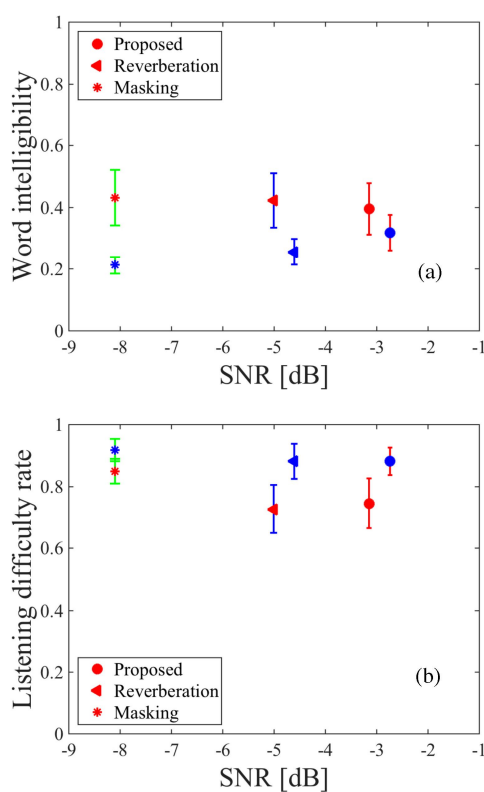 Word intelligibility
1
0.8
0.6
0.4
0.2
0
Proposed
Reverberation
Masking
(a)
-9 -8 -7 -6 -5 -4 -3 -2 -1
SNR [dB]
Listening difficulty rate
1
0.8
0.6
0.4
0.2
0
Proposed
Reverberation
Masking
(b)
-9 -8 -7 -6 -5 -4 -3 -2 -1
SNR [dB]